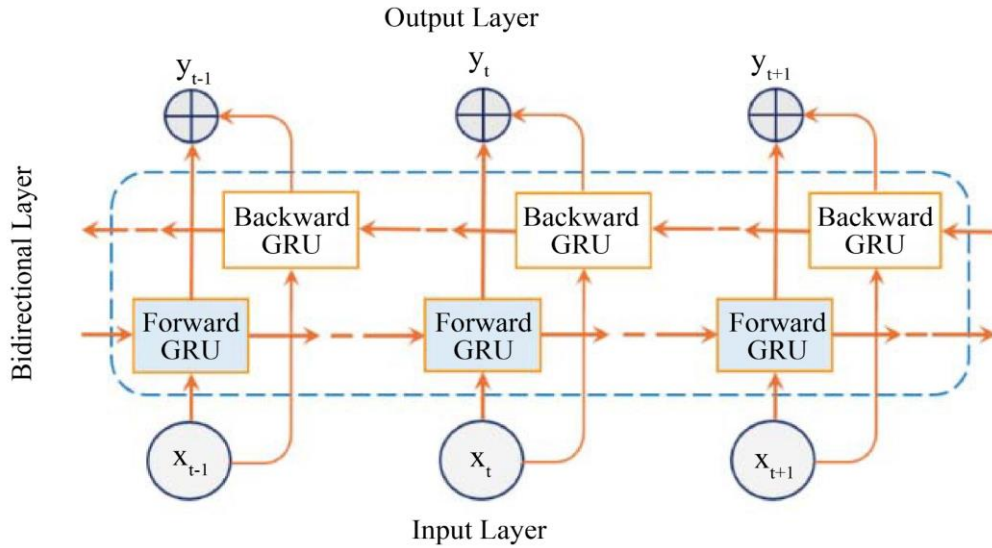 Output Layer
y_{t-1}
y_t
y_{t+1}
Bidirectional Layer
Backward
GRU
Backward
GRU
Backward
GRU
Forward
GRU
Forward
GRU
Forward
GRU
x_{t-1}
x_t
x_{t+1}
Input Layer